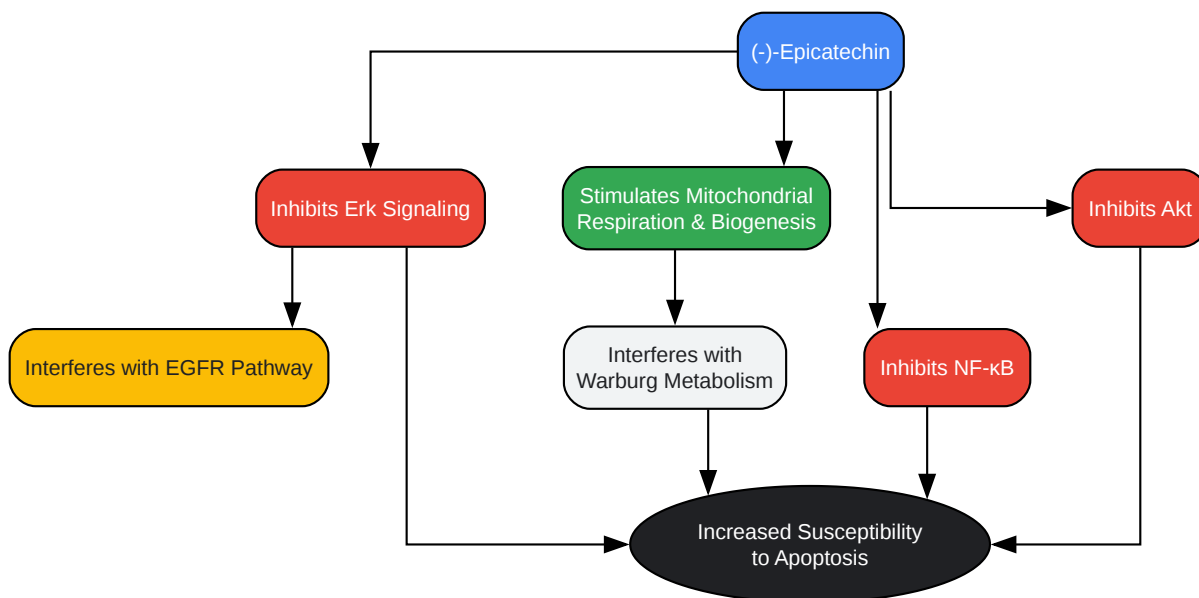 (-)-Epicatechin
Inhibits Erk Signaling
Stimulates Mitochondrial
Respiration & Biogenesis
Inhibits Akt
Interferes with EGFR Pathway
Interferes with
Warburg Metabolism
Inhibits NF-κB
Increased Susceptibility
to Apoptosis